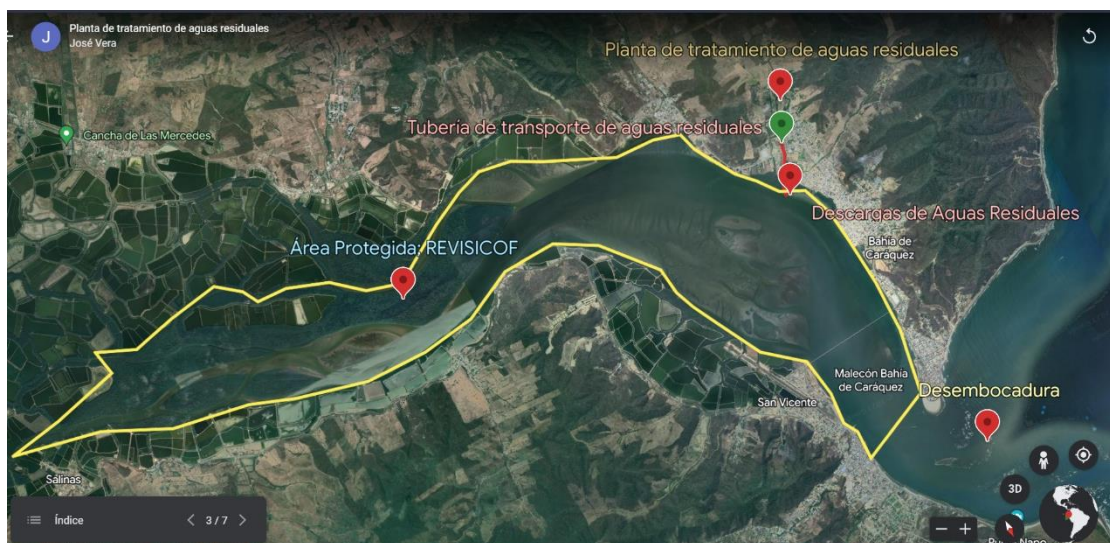 J
Planta de tratamiento de aguas residuales
José Vera
Planta de tratamiento de aguas residuales
Cancha de Las Mercedes
Tubería de transporte de aguas residuales
Descargas de Aguas Residuales
Área Protegida: REVISICOF
Bahía de
Caráquez
Malecón Bahía
de Caráquez
San Vicente
Desembocadura
Salinas
Índice
3 / 7
3D